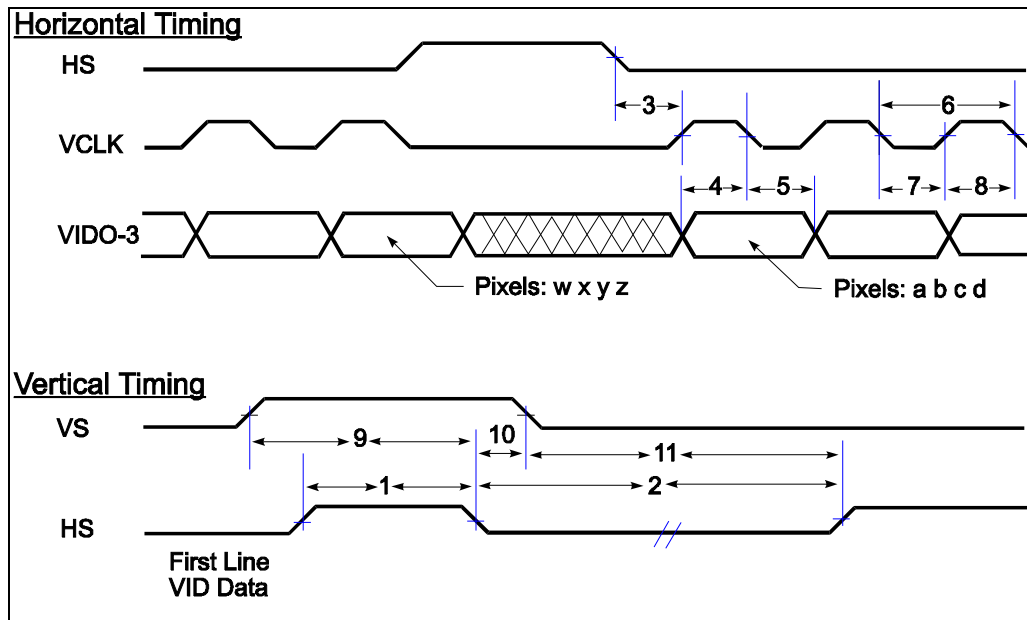 Horizontal Timing
HS
3
6
VCLK
4
5
7
8
VIDO-3
Pixels: w x y z
Pixels: a b c d
Vertical Timing
VS
9
10
11
1
2
HS
First Line
VID Data